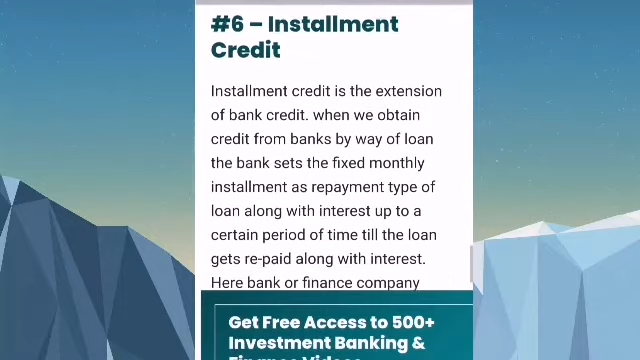 #6 – Installment
Credit
Installment credit is the extension
of bank credit. when we obtain
credit from banks by way of loan
the bank sets the fixed monthly
installment as repayment type of
loan along with interest up to a
certain period of time till the loan
gets re-paid along with interest.
Here bank or finance company
Get Free Access to 500+
Investment Banking &
Finance Videos